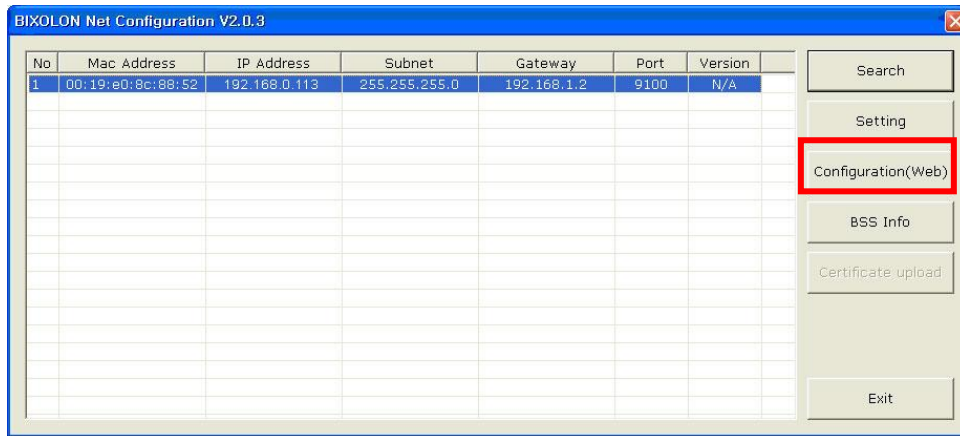 BIXOLON Net Configuration V2.0.3
No Mac Address IP Address Subnet Gateway Port Version
1 00:19:e0:8c:88:52 192.168.0.113 255.255.255.0 192.168.1.2 9100 N/A
Search
Setting
Configuration(Web)
BSS Info
Certificate upload
Exit